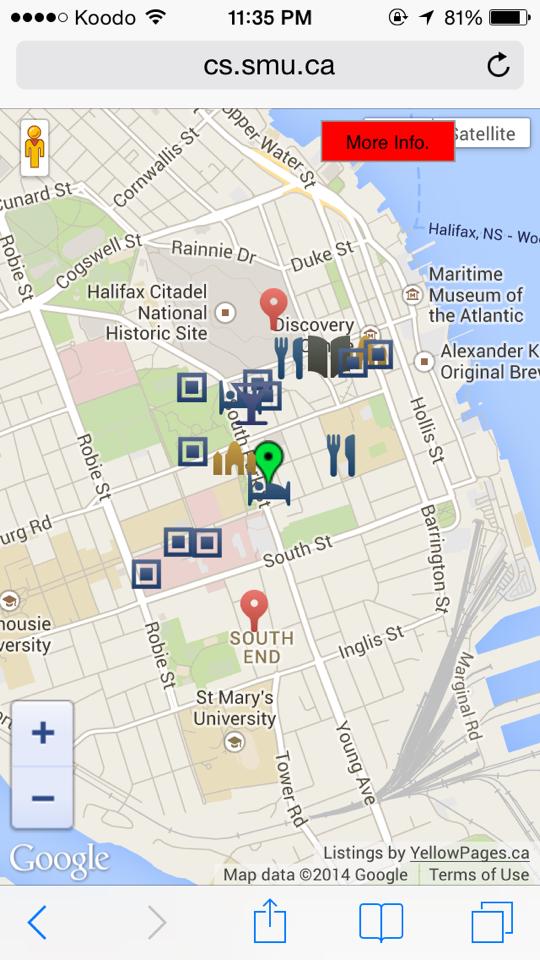 Koodo 11:35 PM 81%
cs.smu.ca
More Info.
Satellite
Upper Water St
Cornwallis St
Cunard St
Robie St
Cogswell St
Rainnie Dr
Duke St
Halifax, NS - Woo
Halifax Citadel
National
Historic Site
Maritime
Museum of
the Atlantic
Discovery
Alexander K
Original Brew
Hollis St
Robie St
urg Rd
South St
Barrington St
housie
versity
Robie St
SOUTH
END
Inglis St
Marginal Rd
St Mary's
University
Young Ave
Tower Rd
+
−
Google
Listings by YellowPages.ca
Map data ©2014 Google Terms of Use